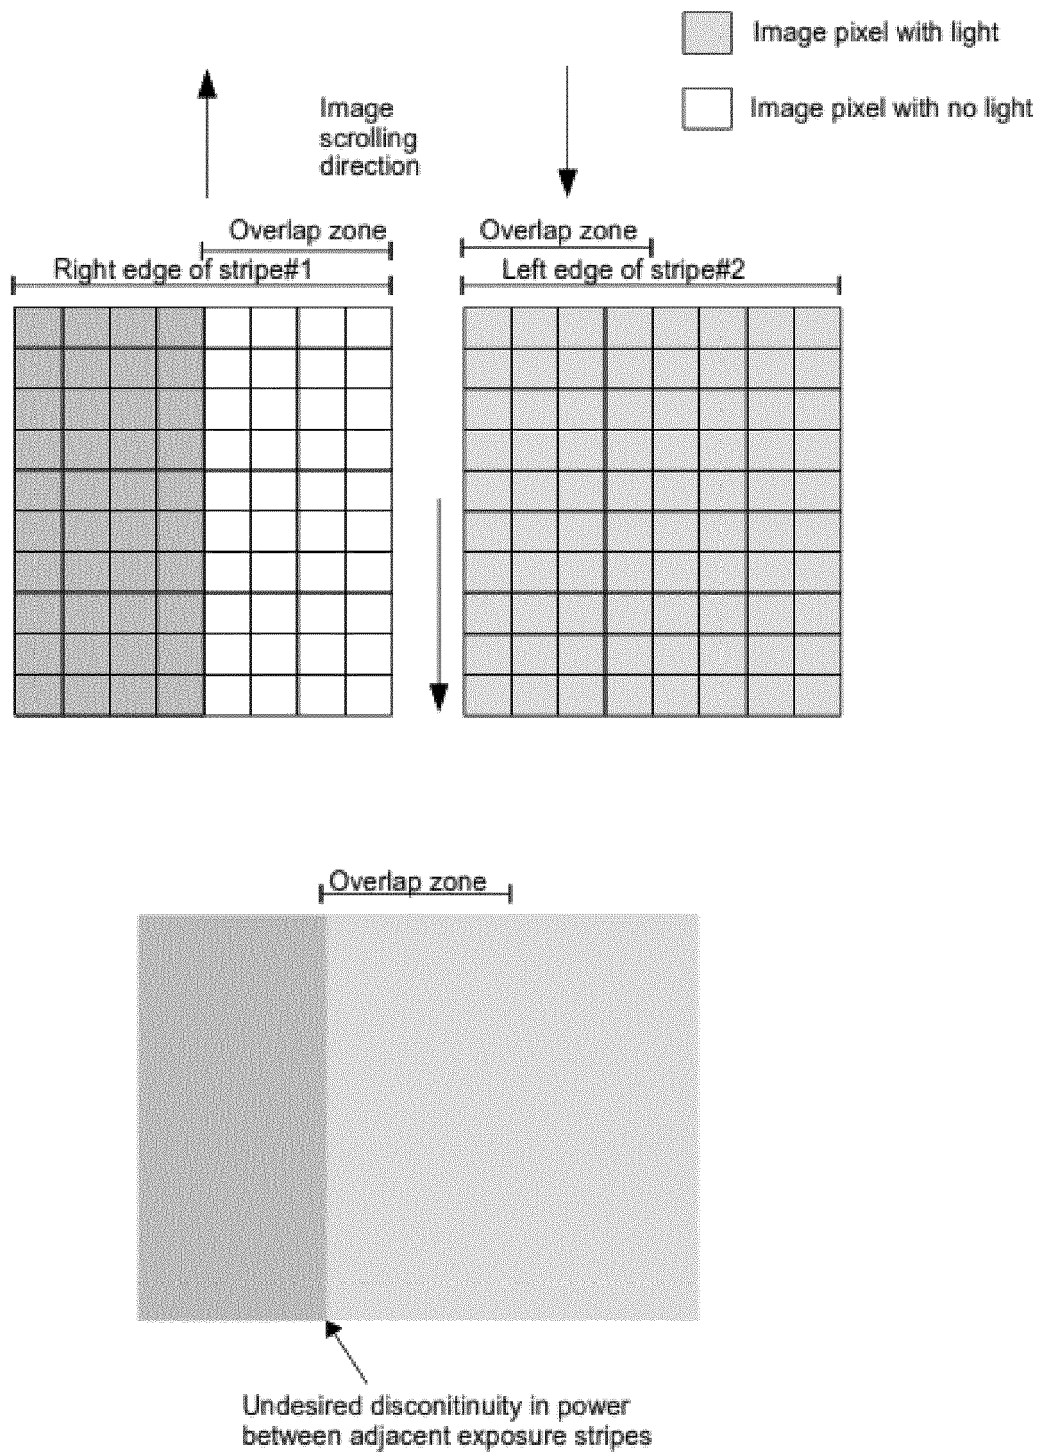 Image pixel with light
Image pixel with no light
Image
scrolling
direction
Overlap zone
Overlap zone
Right edge of stripe#1
Left edge of stripe#2
Overlap zone
Undesired discotinuity in power
between adjacent exposure stripes